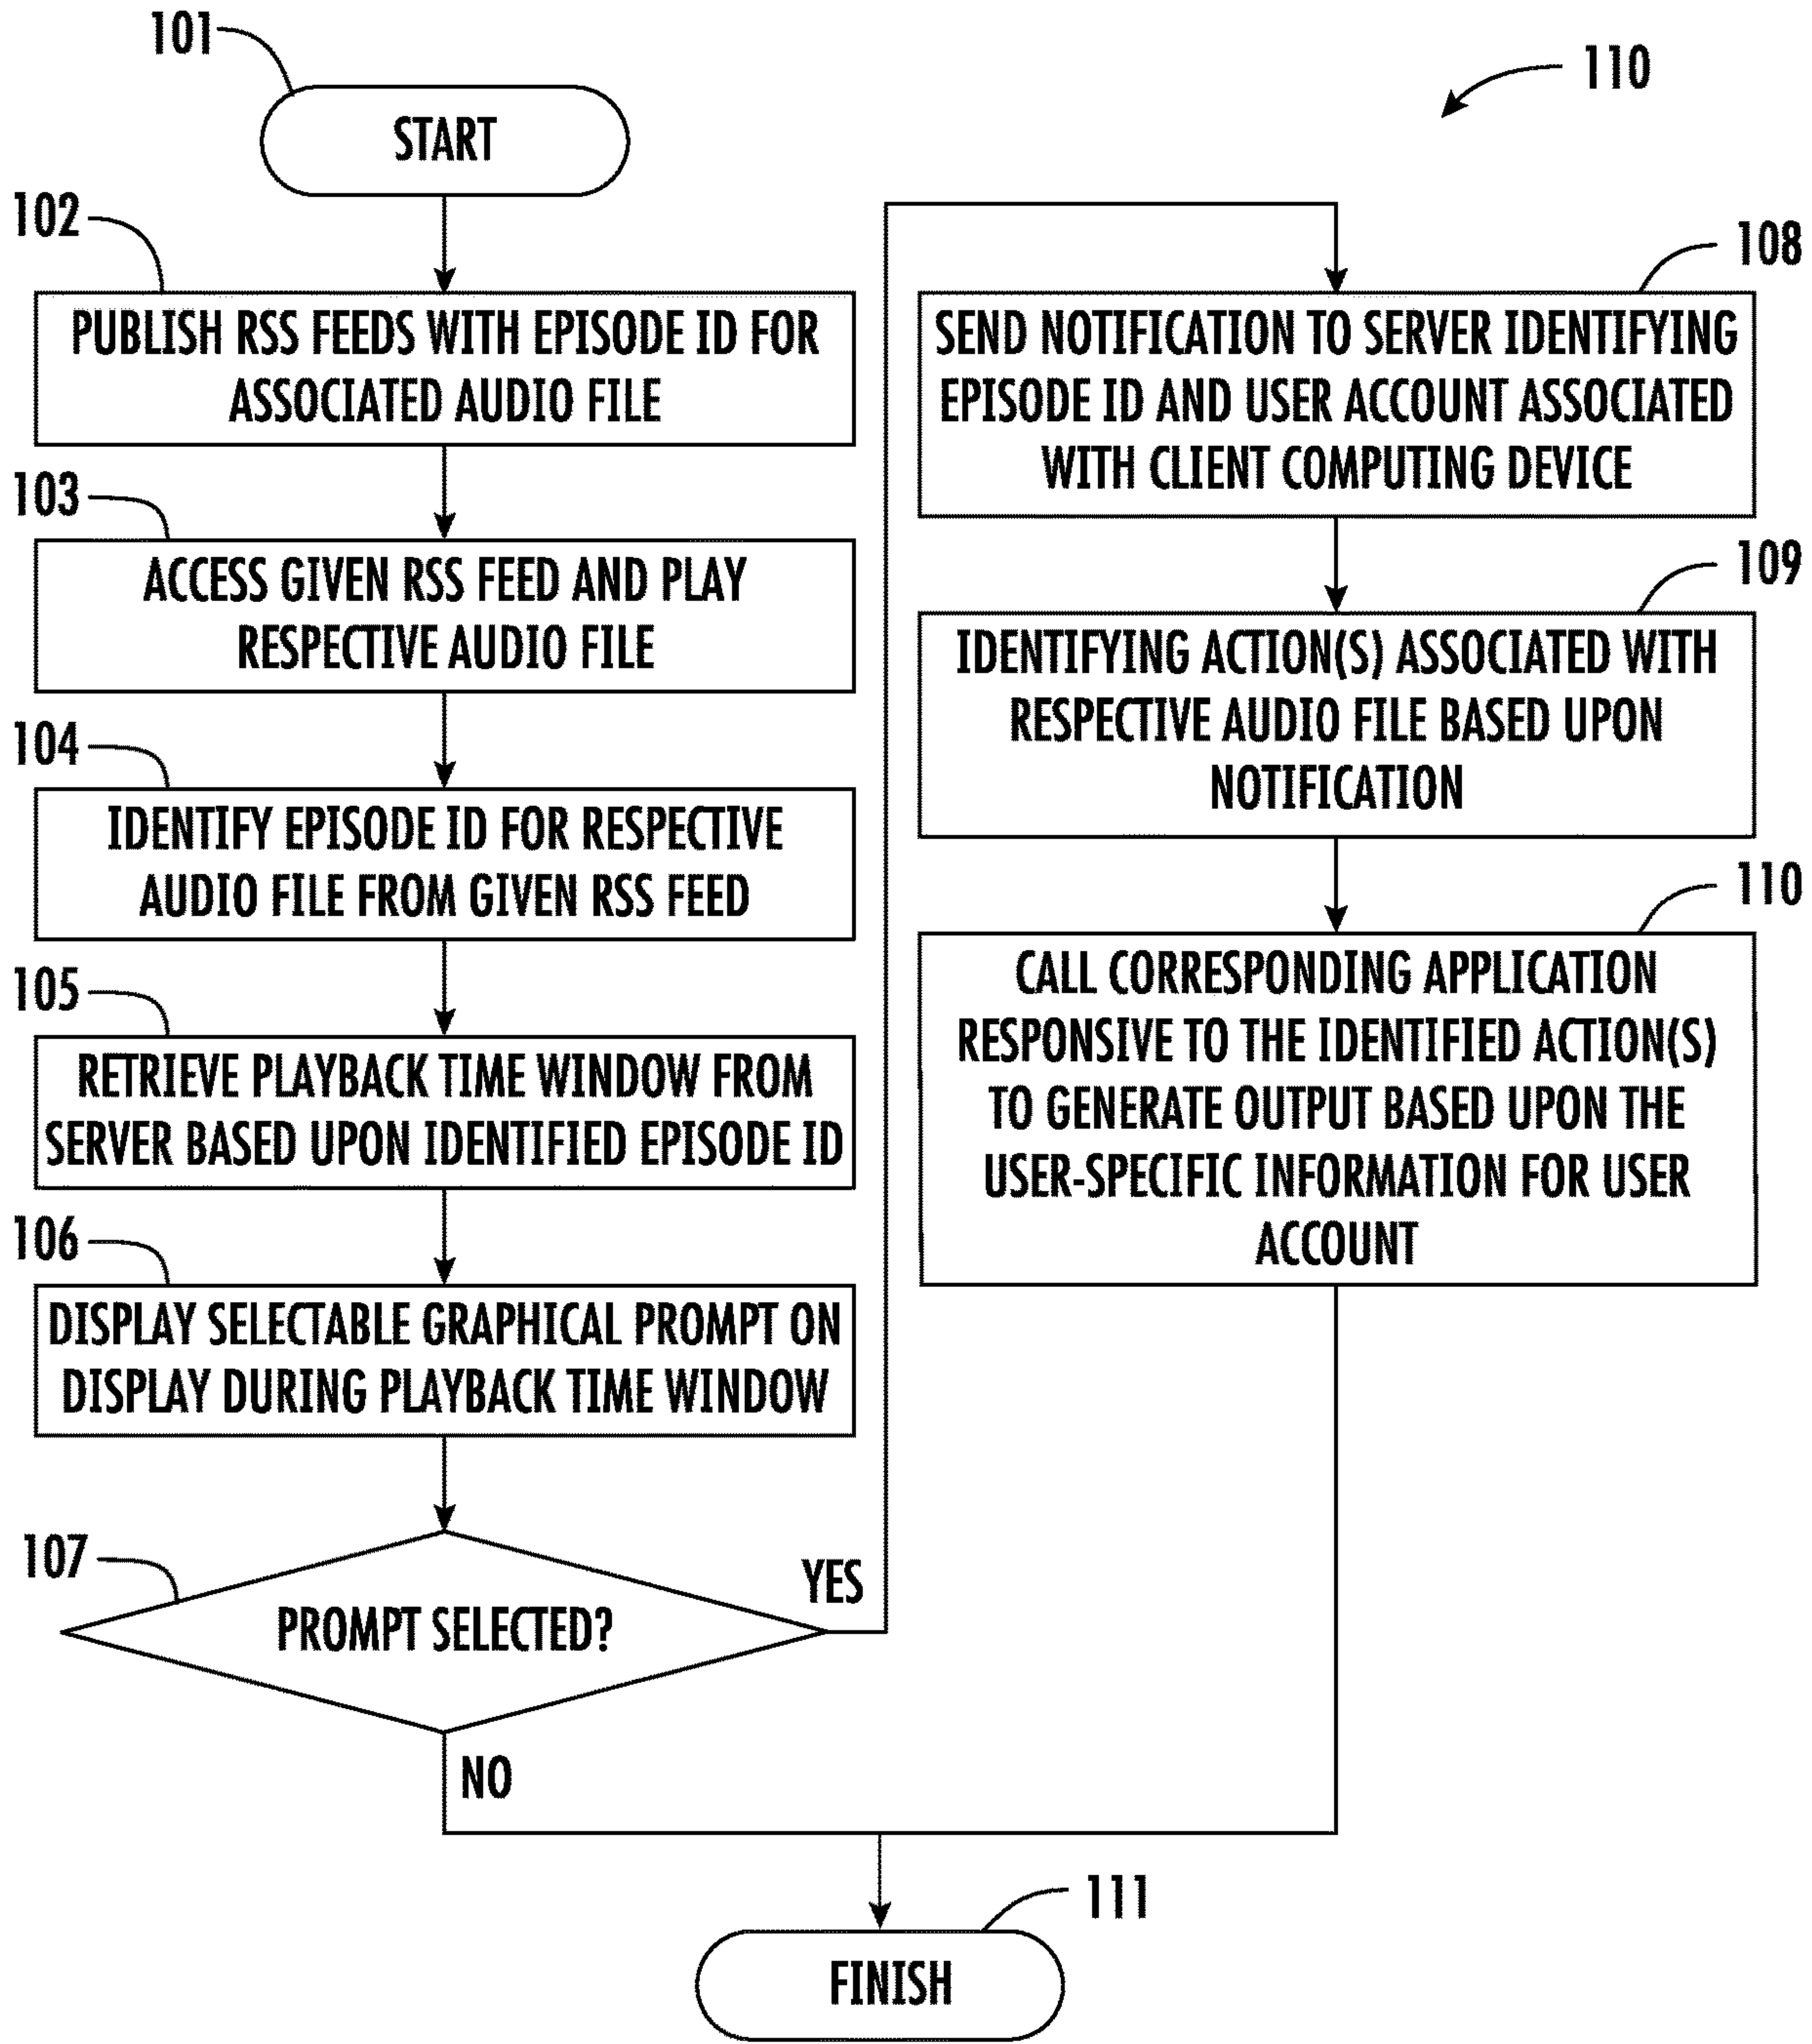 101
START
110
102
PUBLISH RSS FEEDS WITH EPISODE ID FOR
ASSOCIATED AUDIO FILE
103
ACCESS GIVEN RSS FEED AND PLAY
RESPECTIVE AUDIO FILE
104
IDENTIFY EPISODE ID FOR RESPECTIVE
AUDIO FILE FROM GIVEN RSS FEED
105
RETRIEVE PLAYBACK TIME WINDOW FROM
SERVER BASED UPON IDENTIFIED EPISODE ID
106
DISPLAY SELECTABLE GRAPHICAL PROMPT ON
DISPLAY DURING PLAYBACK TIME WINDOW
107
PROMPT SELECTED?
YES
NO
108
SEND NOTIFICATION TO SERVER IDENTIFYING
EPISODE ID AND USER ACCOUNT ASSOCIATED
WITH CLIENT COMPUTING DEVICE
109
IDENTIFYING ACTION(S) ASSOCIATED WITH
RESPECTIVE AUDIO FILE BASED UPON
NOTIFICATION
110
CALL CORRESPONDING APPLICATION
RESPONSIVE TO THE IDENTIFIED ACTION(S)
TO GENERATE OUTPUT BASED UPON THE
USER-SPECIFIC INFORMATION FOR USER
ACCOUNT
111
FINISH